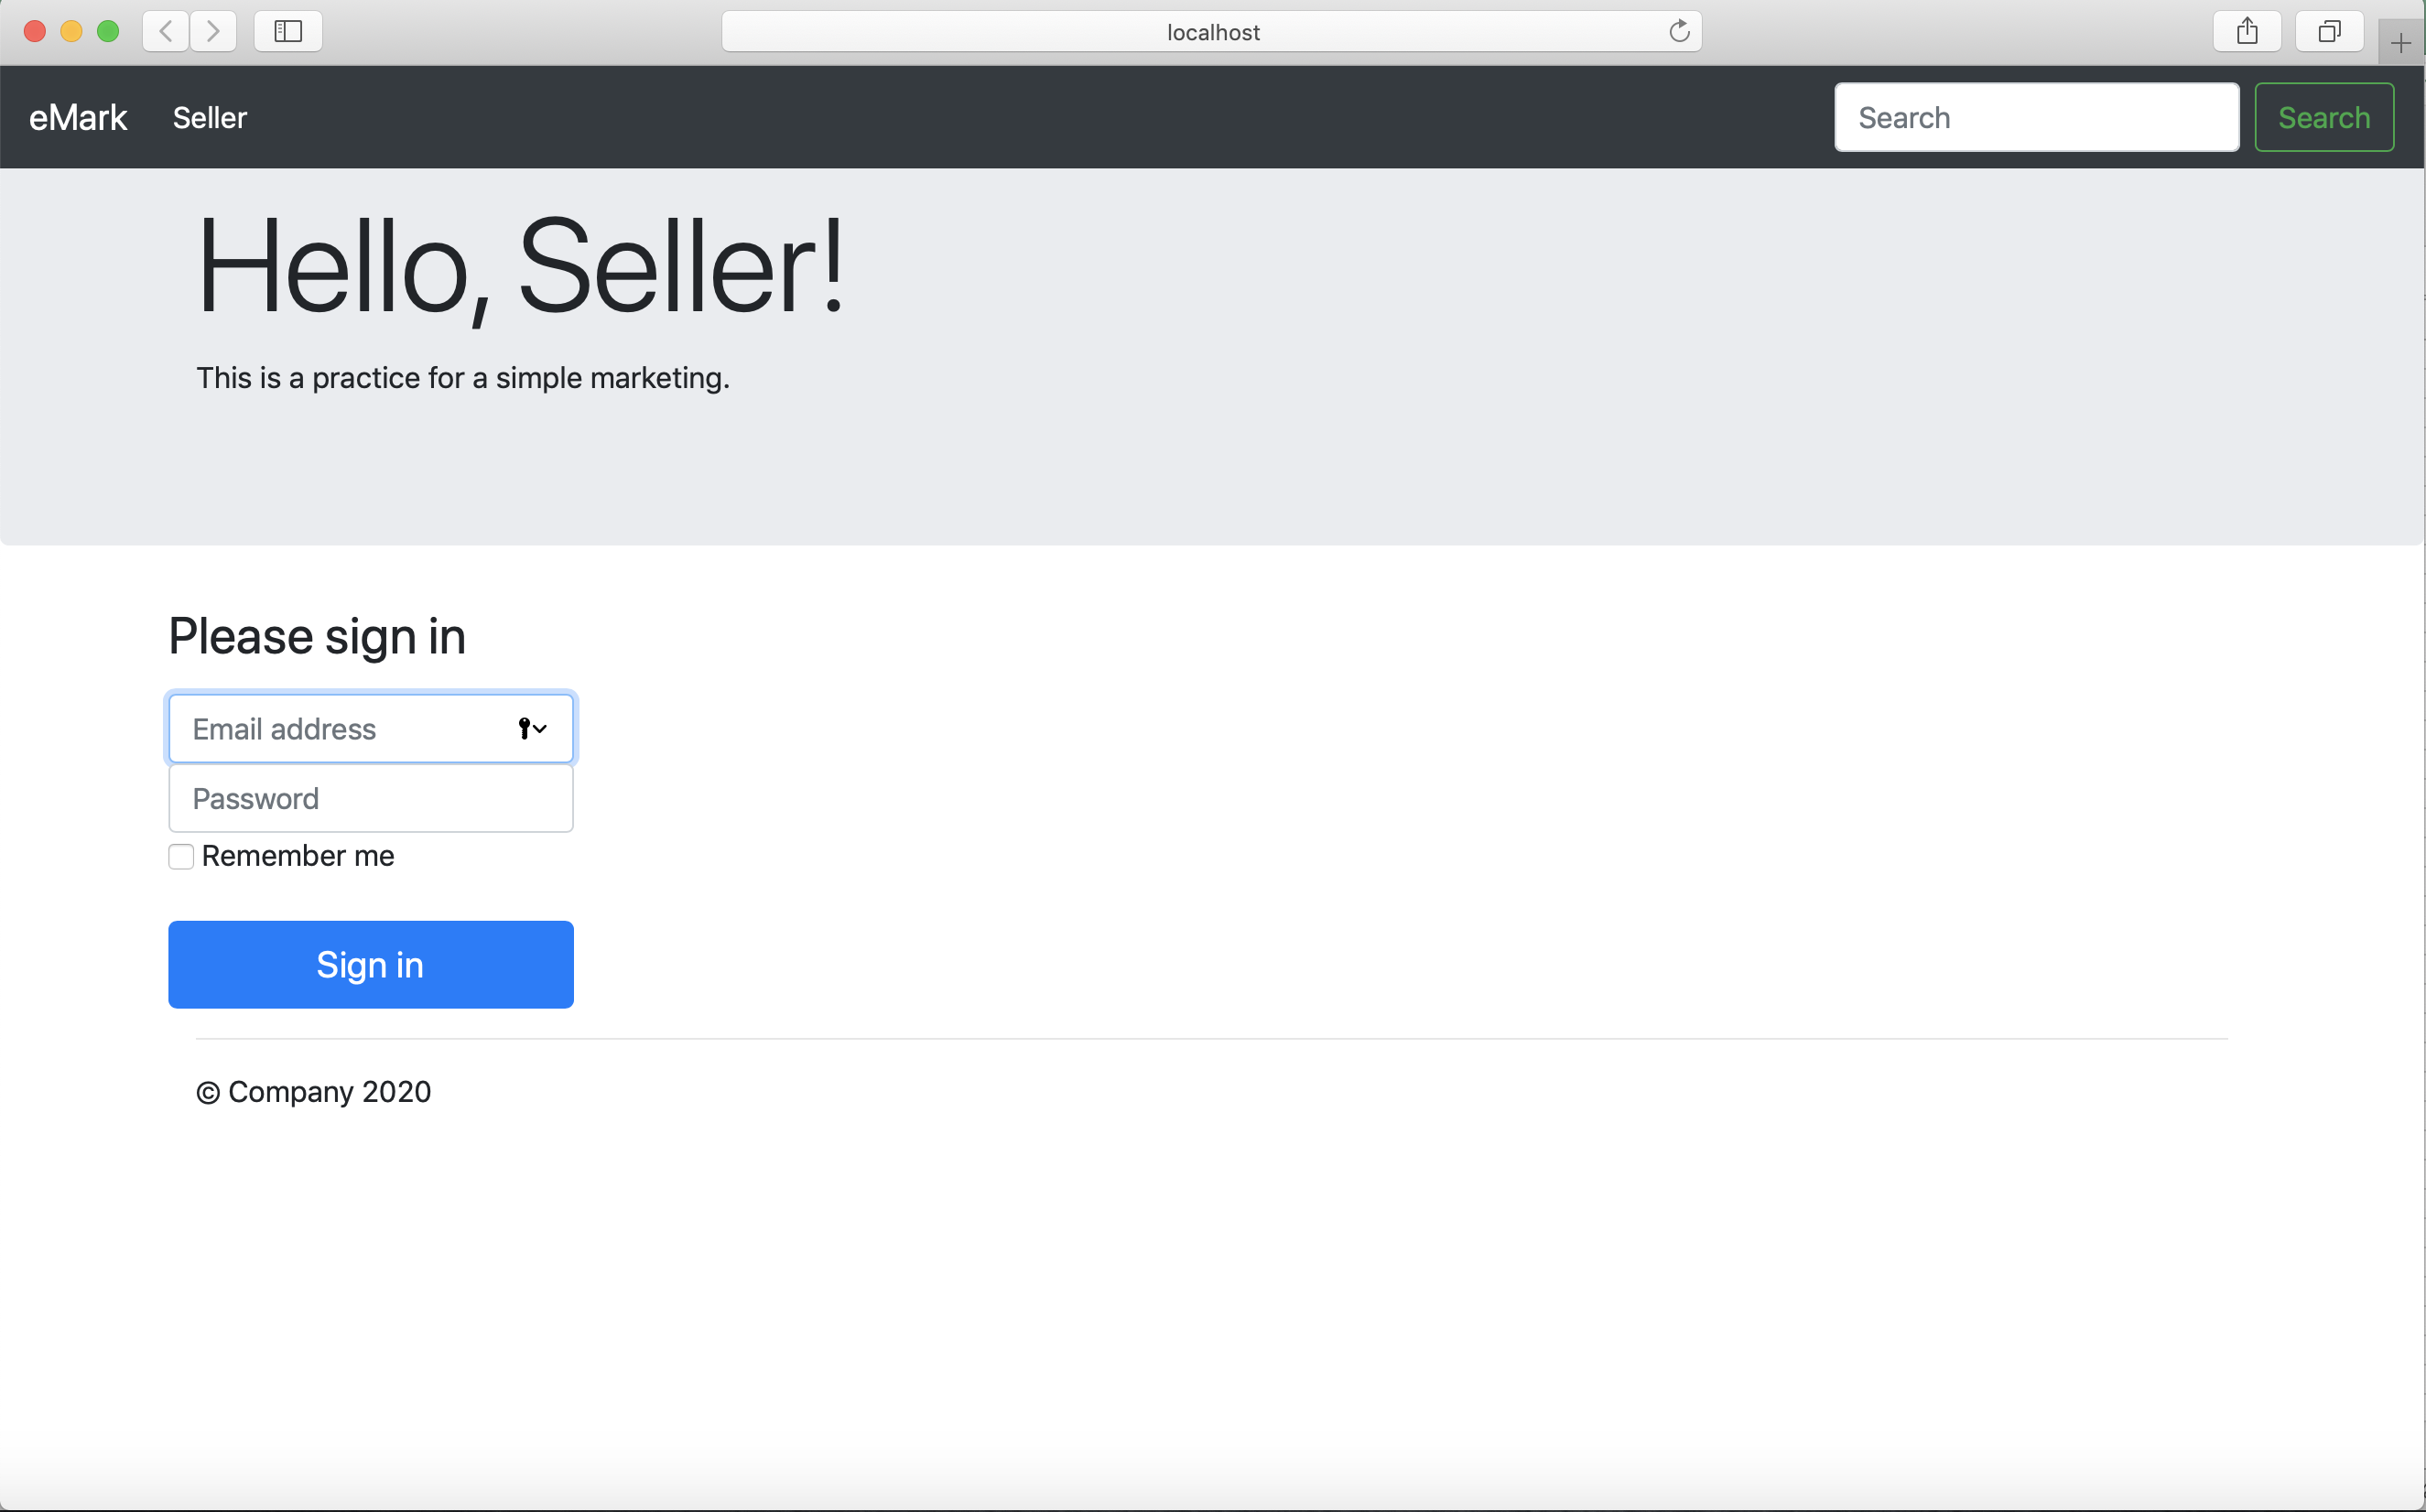 localhost
eMark Seller Search Search
Hello, Seller!
This is a practice for a simple marketing.
Please sign in
Email address
Password
Remember me
Sign in
© Company 2020